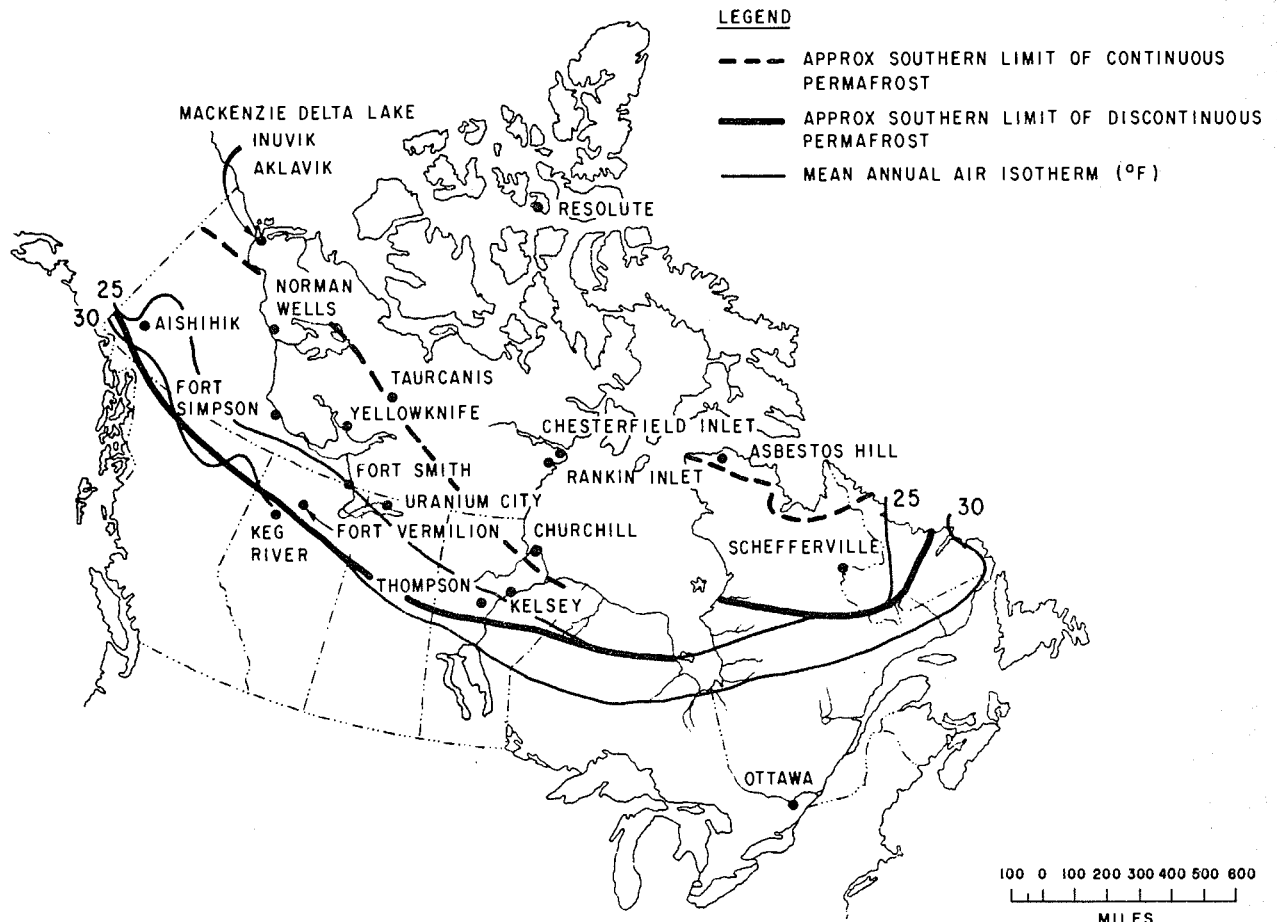 LEGEND
APPROX SOUTHERN LIMIT OF CONTINUOUS
PERMAFROST
APPROX SOUTHERN LIMIT OF DISCONTINUOUS
PERMAFROST
MEAN ANNUAL AIR ISOTHERM (°F)
MACKENZIE DELTA LAKE
INUVIK
AKLAVIK
RESOLUTE
NORMAN
WELLS
25
30
AISHIHIK
TAURCANIS
FORT
SIMPSON
YELLOWKNIFE
CHESTERFIELD INLET
ASBESTOS HILL
RANKIN INLET
FORT SMITH
URANIUM CITY
25
30
KEG
RIVER
FORT VERMILION
CHURCHILL
SCHEFFERVILLE
THOMPSON
KELSEY
OTTAWA
100 0 100 200 300 400 500 600
MILES